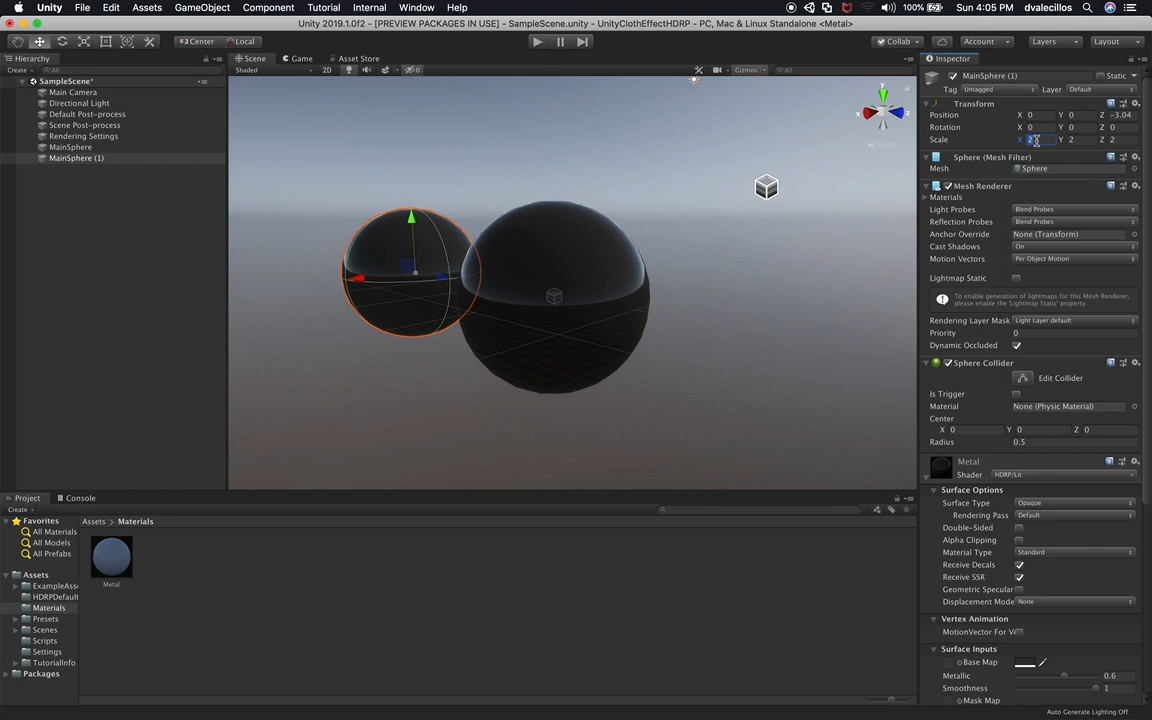 Unity File Edit Assets GameObject Component Tutorial Internal Window Help 100% Sun 4:05 PM dvalecillos
Unity 2019.1.0f2 - [PREVIEW PACKAGES IN USE] - SampleScene.unity - UnityClothEffectHDRP - PC, Mac & Linux Standalone <Metal>
Center Local Collab Account Layers Layout
Hierarchy
Create All
SampleScene*
Main Camera
Directional Light
Default Post-process
Scene Post-process
Rendering Settings
MainSphere
MainSphere (1)
Scene Game Asset Store
Shaded 2D Gizmos All
y
x
z
Persp
Inspector
MainSphere (1) Static
Tag Untagged Layer Default
Transform
Position X 0 Y 0 Z -3.04
Rotation X 0 Y 0 Z 0
Scale X 2 Y 2 Z 2
Sphere (Mesh Filter)
Mesh Sphere
Mesh Renderer
Materials
Light Probes Blend Probes
Reflection Probes Blend Probes
Anchor Override None (Transform)
Cast Shadows On
Motion Vectors Per Object Motion
Lightmap Static
To enable generation of lightmaps for this Mesh Renderer, please enable the 'Lightmap Static' property.
Rendering Layer Mask Light Layer default
Priority 0
Dynamic Occluded
Sphere Collider
Edit Collider
Is Trigger
Material None (Physic Material)
Center
X 0 Y 0 Z 0
Radius 0.5
Metal
Shader HDRP/Lit
Surface Options
Surface Type Opaque
Rendering Pass Default
Double-Sided
Alpha Clipping
Material Type Standard
Receive Decals
Receive SSR
Geometric Specular
Displacement Mode None
Vertex Animation
MotionVector For Ve
Surface Inputs
Base Map
Metallic 0.6
Smoothness 1
Mask Map
Project Console
Create
Favorites
All Materials
All Models
All Prefabs
Assets
ExampleAsse
HDRPDefault
Materials
Presets
Scenes
Scripts
Settings
TutorialInfo
Packages
Assets > Materials
Metal
Auto Generate Lighting Off